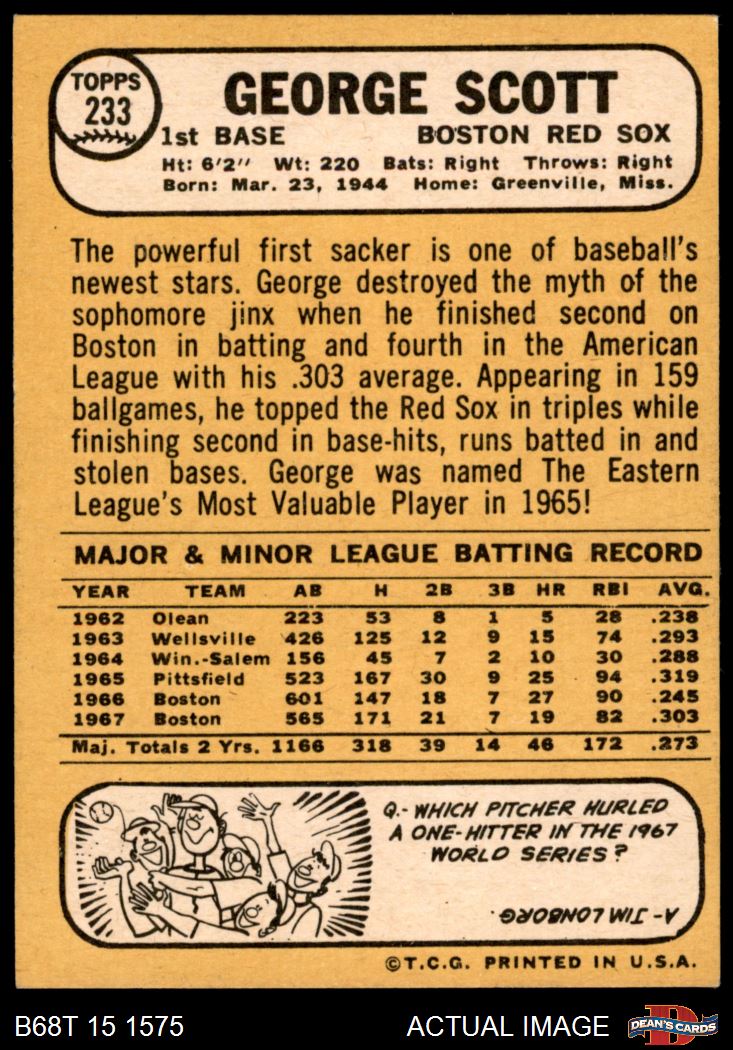 TOPPS
233
GEORGE SCOTT
1st BASE BOSTON RED SOX
Ht: 6'2" Wt: 220 Bats: Right Throws: Right
Born: Mar. 23, 1944 Home: Greenville, Miss.
The powerful first sacker is one of baseball's
newest stars. George destroyed the myth of the
sophomore jinx when he finished second on
Boston in batting and fourth in the American
League with his .303 average. Appearing in 159
ballgames, he topped the Red Sox in triples while
finishing second in base-hits, runs batted in and
stolen bases. George was named The Eastern
League's Most Valuable Player in 1965!
MAJOR & MINOR LEAGUE BATTING RECORD
YEAR TEAM AB H 2B 3B HR RBI AVG.
1962 Olean 223 53 8 1 5 28 .238
1963 Wellsville 426 125 12 9 15 74 .293
1964 Win.-Salem 156 45 7 2 10 30 .288
1965 Pittsfield 523 167 30 9 25 94 .319
1966 Boston 601 147 18 7 27 90 .245
1967 Boston 565 171 21 7 19 82 .303
Maj. Totals 2 Yrs. 1166 318 39 14 46 172 .273
Q.- WHICH PITCHER HURLED
A ONE-HITTER IN THE 1967
WORLD SERIES?
A- JIM LONBORG
©T.C.G. PRINTED IN U.S.A.
B68T 15 1575 ACTUAL IMAGE
D
DEAN'S CARDS